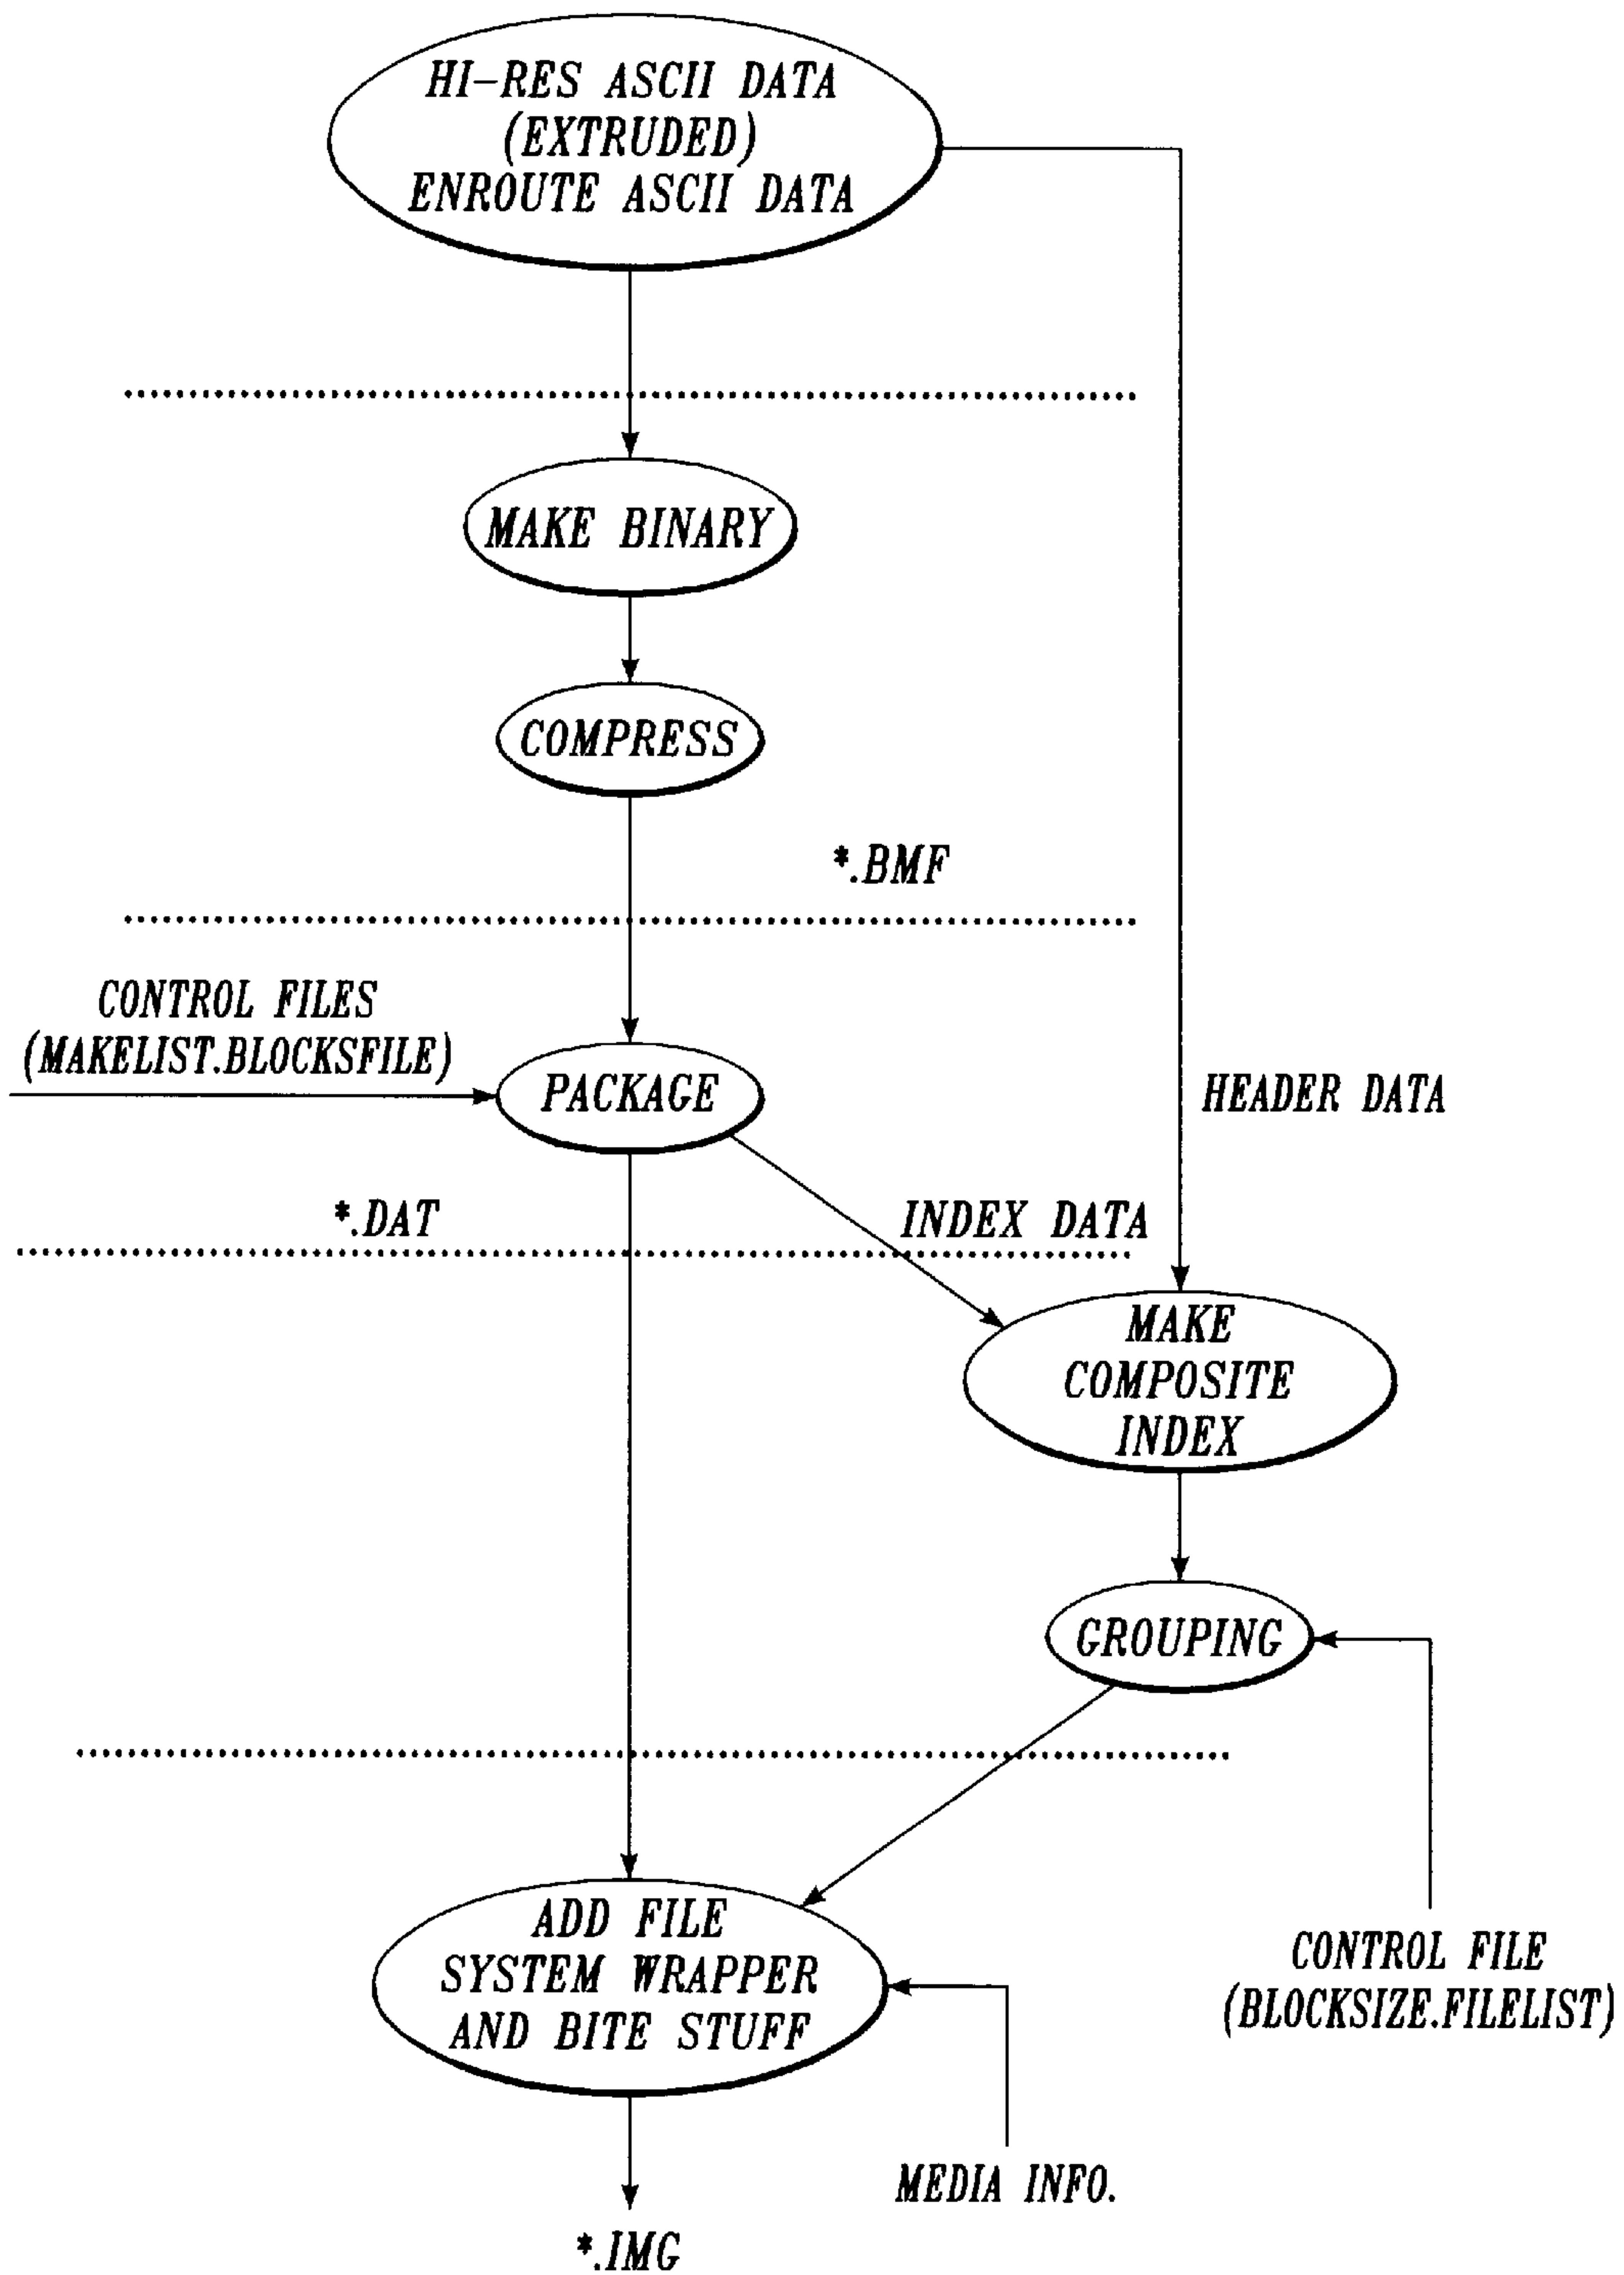 HI-RES ASCII DATA
(EXTRUDED)
ENROUTE ASCII DATA
MAKE BINARY
COMPRESS
*.BMF
CONTROL FILES
(MAKELIST.BLOCKSFILE)
PACKAGE
HEADER DATA
*.DAT
INDEX DATA
MAKE
COMPOSITE
INDEX
GROUPING
ADD FILE
SYSTEM WRAPPER
AND BITE STUFF
CONTROL FILE
(BLOCKSIZE.FILELIST)
MEDIA INFO.
*.IMG